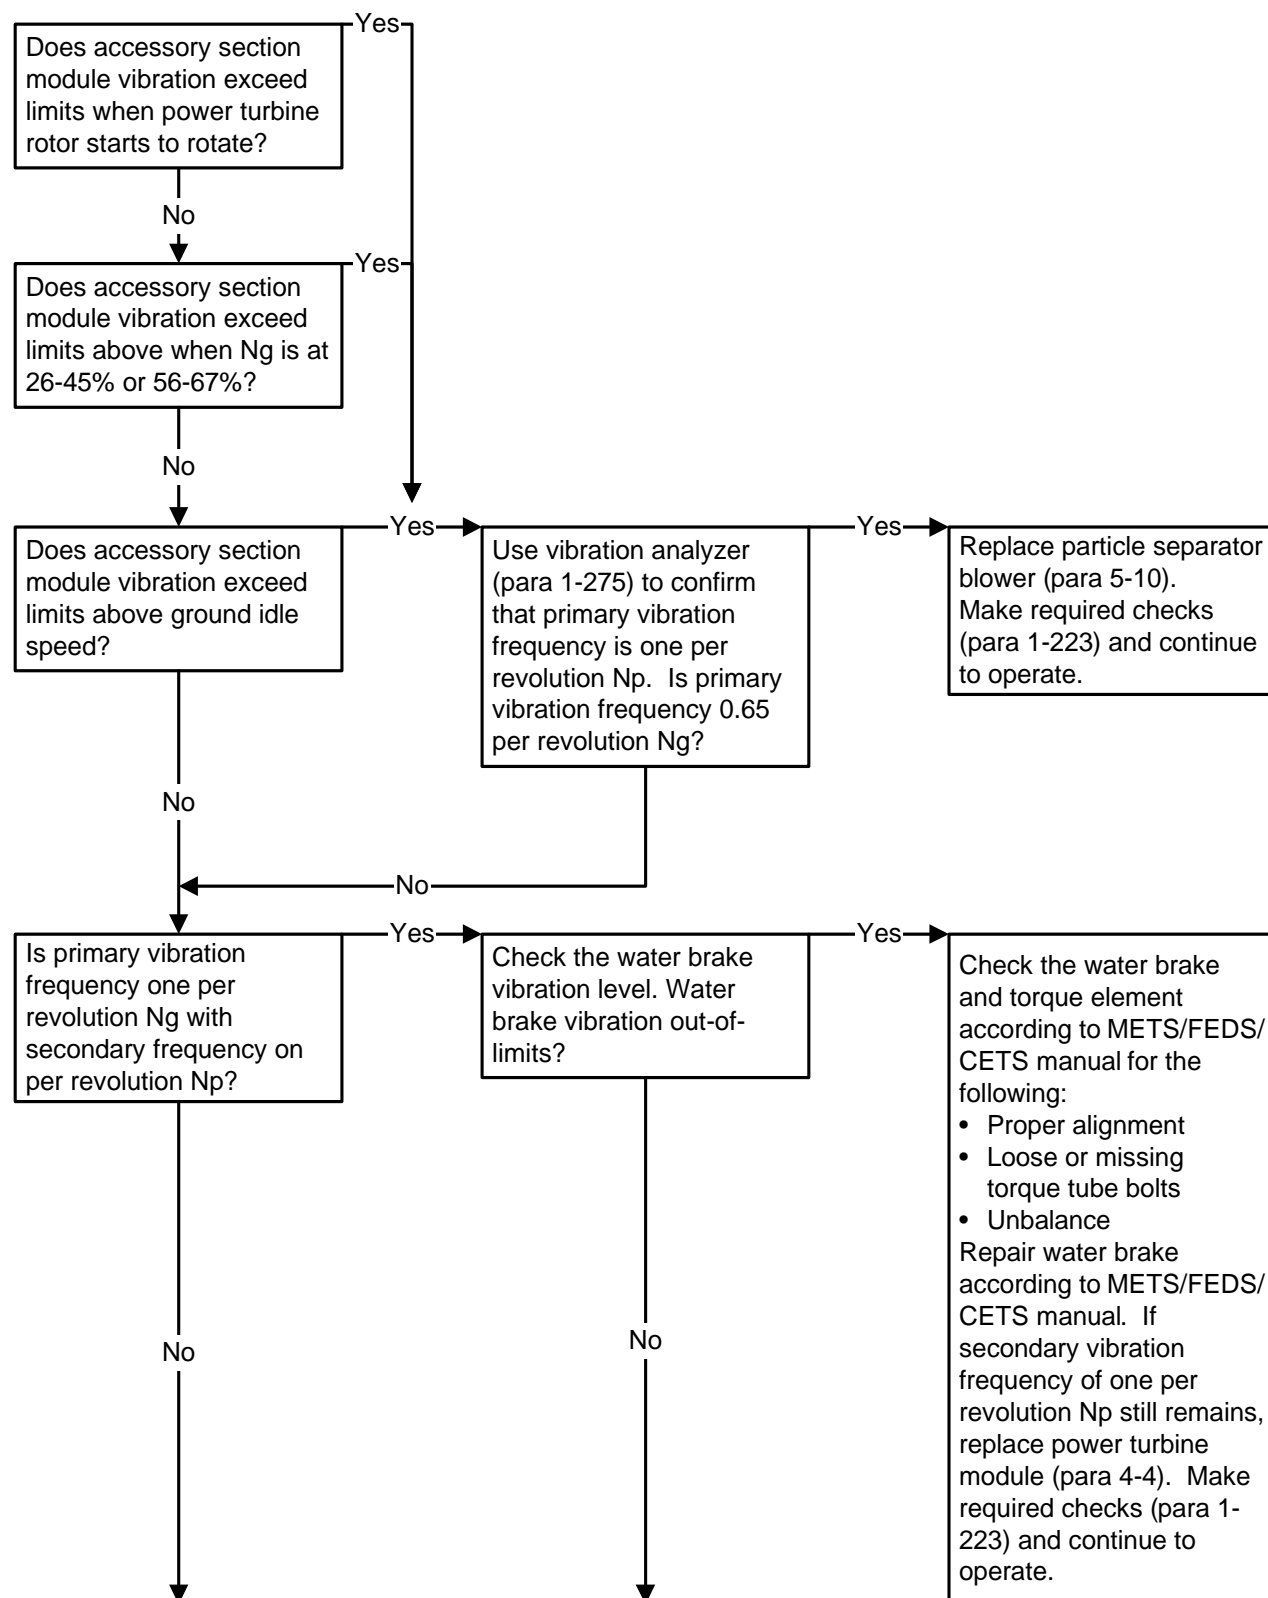 Yes
Does accessory section
module vibration exceed
limits when power turbine
rotor starts to rotate?
No
Yes
Does accessory section
module vibration exceed
limits above when Ng is at
26-45% or 56-67%?
No
Does accessory section
module vibration exceed
limits above ground idle
speed?
Yes
Use vibration analyzer
(para 1-275) to confirm
that primary vibration
frequency is one per
revolution Np. Is primary
vibration frequency 0.65
per revolution Ng?
Yes
Replace particle separator
blower (para 5-10).
Make required checks
(para 1-223) and continue
to operate.
No
No
Is primary vibration
frequency one per
revolution Ng with
secondary frequency on
per revolution Np?
Yes
Check the water brake
vibration level. Water
brake vibration out-of-
limits?
Yes
Check the water brake
and torque element
according to METS/FEDS/
CETS manual for the
following:
• Proper alignment
• Loose or missing
torque tube bolts
• Unbalance
Repair water brake
according to METS/FEDS/
CETS manual. If
secondary vibration
frequency of one per
revolution Np still remains,
replace power turbine
module (para 4-4). Make
required checks (para 1-
223) and continue to
operate.
No
No